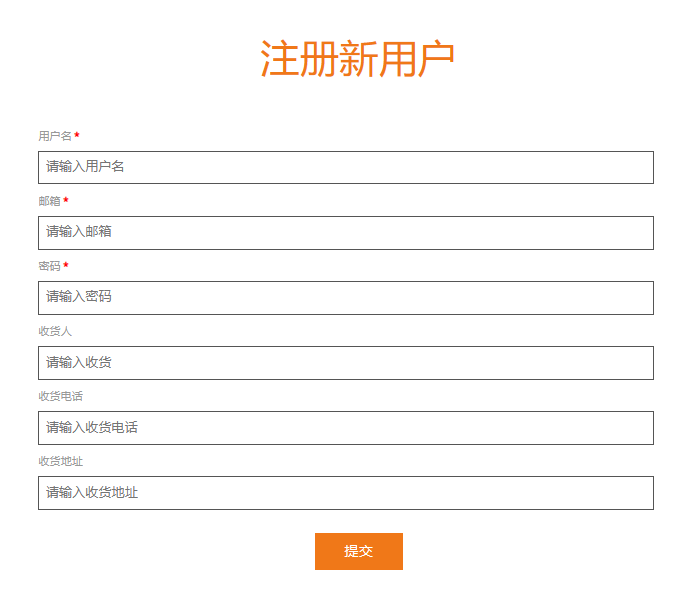 注册新用户
用户名 *
请输入用户名
邮箱 *
请输入邮箱
密码 *
请输入密码
收货人
请输入收货
收货电话
请输入收货电话
收货地址
请输入收货地址
提交